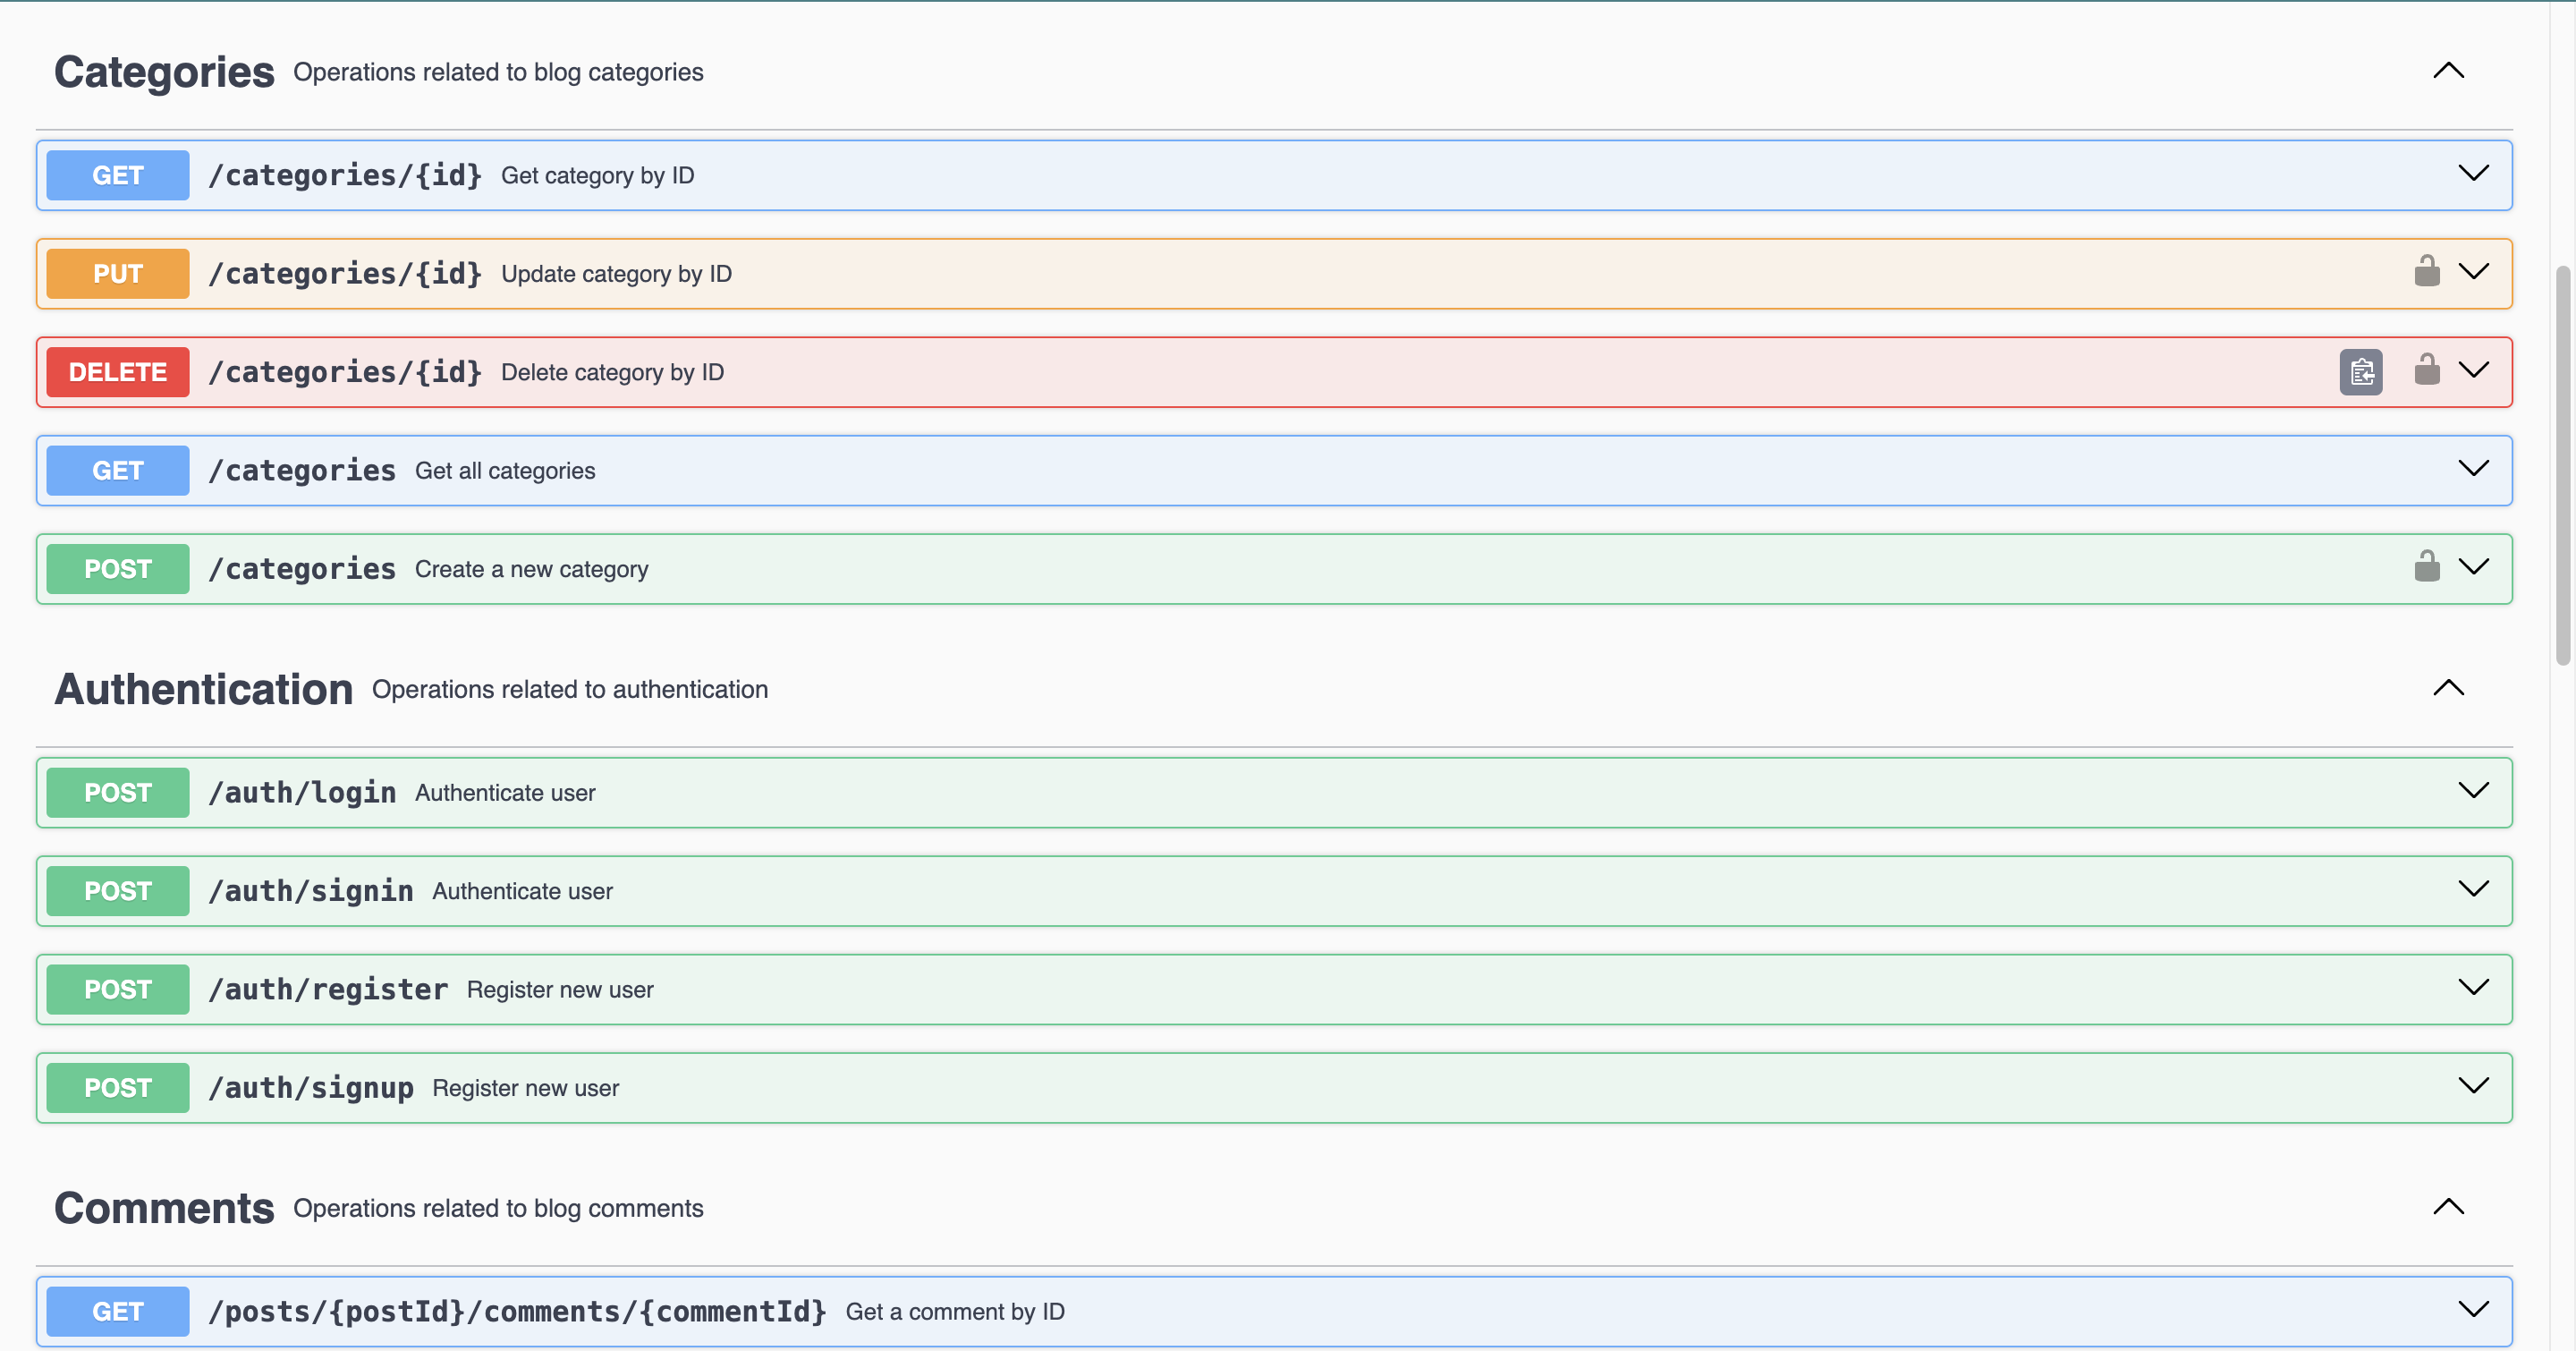 Categories Operations related to blog categories
GET /categories/{id} Get category by ID
PUT /categories/{id} Update category by ID
DELETE /categories/{id} Delete category by ID
GET /categories Get all categories
POST /categories Create a new category
Authentication Operations related to authentication
POST /auth/login Authenticate user
POST /auth/signin Authenticate user
POST /auth/register Register new user
POST /auth/signup Register new user
Comments Operations related to blog comments
GET /posts/{postId}/comments/{commentId} Get a comment by ID